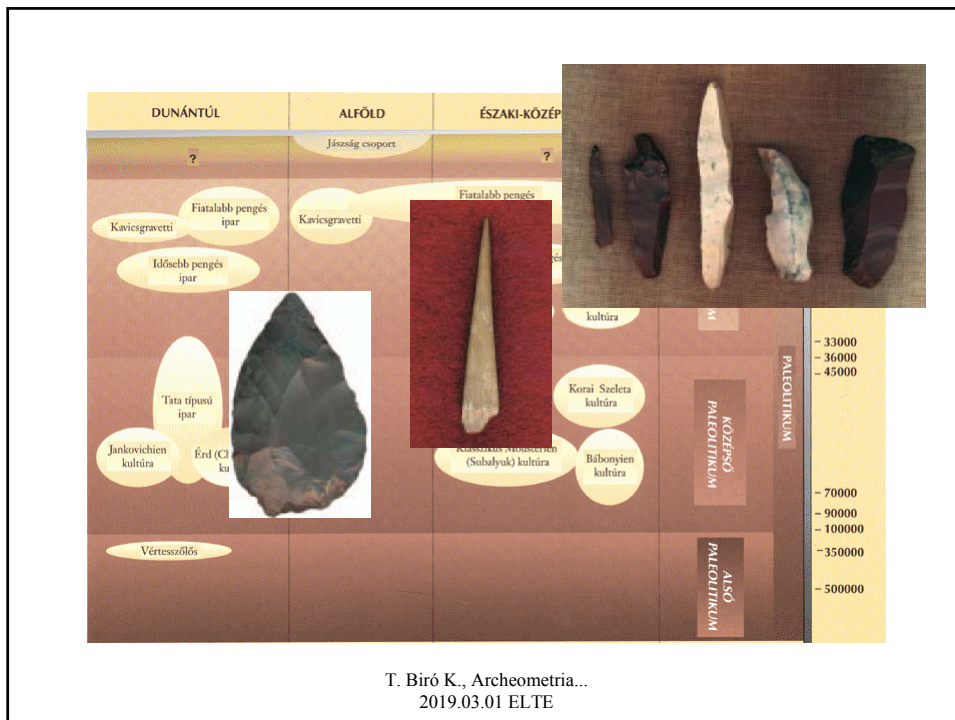 DUNÁNTÚL
ALFÖLD
Jászság csoport
?
?
Fiatalabb pengés
ipar
Kavicsgravetti
Kavicsgravetti
Fiatalabb pengés
Idősebb pengés
ipar
kultúra
33000
36000
45000
PALEOLITIKUM
Korai Szeleta
kultúra
Tata típusú
ipar
KÖZÉPSŐ
PALEOLITIKUM
Jankovichien
kultúra
Érd
(Subalyuk) kultúra
Bábonyien
kultúra
70000
90000
100000
Vértesszőlős
350000
500000
ALSÓ
PALEOLITIKUM
T. Biró K., Archeometria...
2019.03.01 ELTE